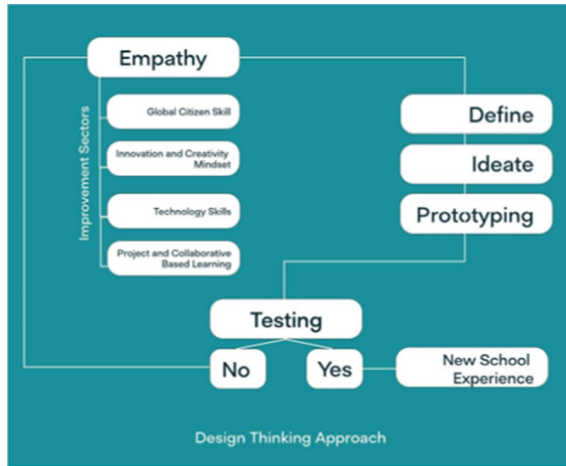 Empathy
Improvement Sectors
Global Citizen Skill
Innovation and Creativity
Mindset
Technology Skills
Project and Collaborative
Based Learning
Define
Ideate
Prototyping
Testing
No
Yes
New School
Experience
Design Thinking Approach